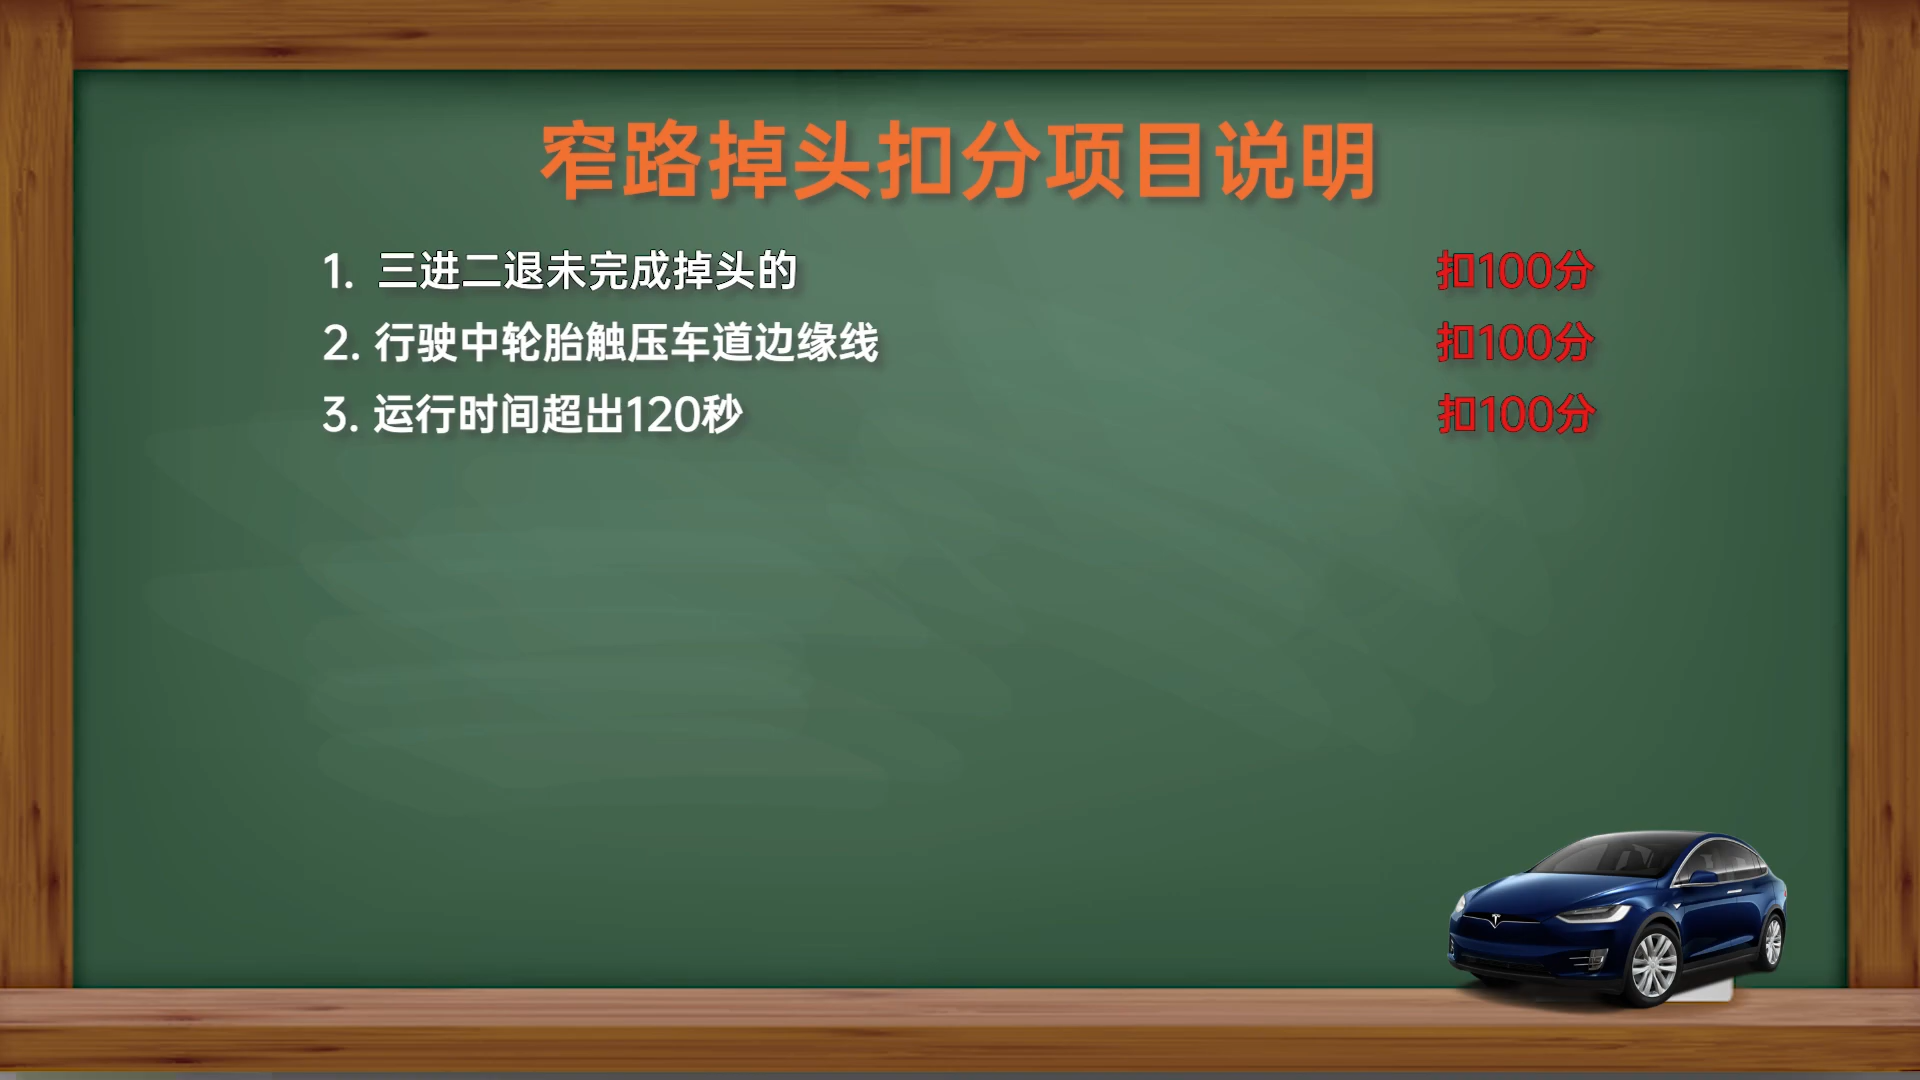 窄路掉头扣分项目说明
1. 三进二退未完成掉头的 扣100分
2. 行驶中轮胎触压车道边缘线 扣100分
3. 运行时间超出120秒 扣100分